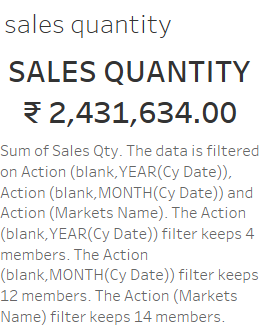 sales quantity
SALES QUANTITY
₹ 2,431,634.00
Sum of Sales Qty. The data is filtered
on Action (blank,YEAR(Cy Date)),
Action (blank,MONTH(Cy Date)) and
Action (Markets Name). The Action
(blank,YEAR(Cy Date)) filter keeps 4
members. The Action
(blank,MONTH(Cy Date)) filter keeps
12 members. The Action (Markets
Name) filter keeps 14 members.